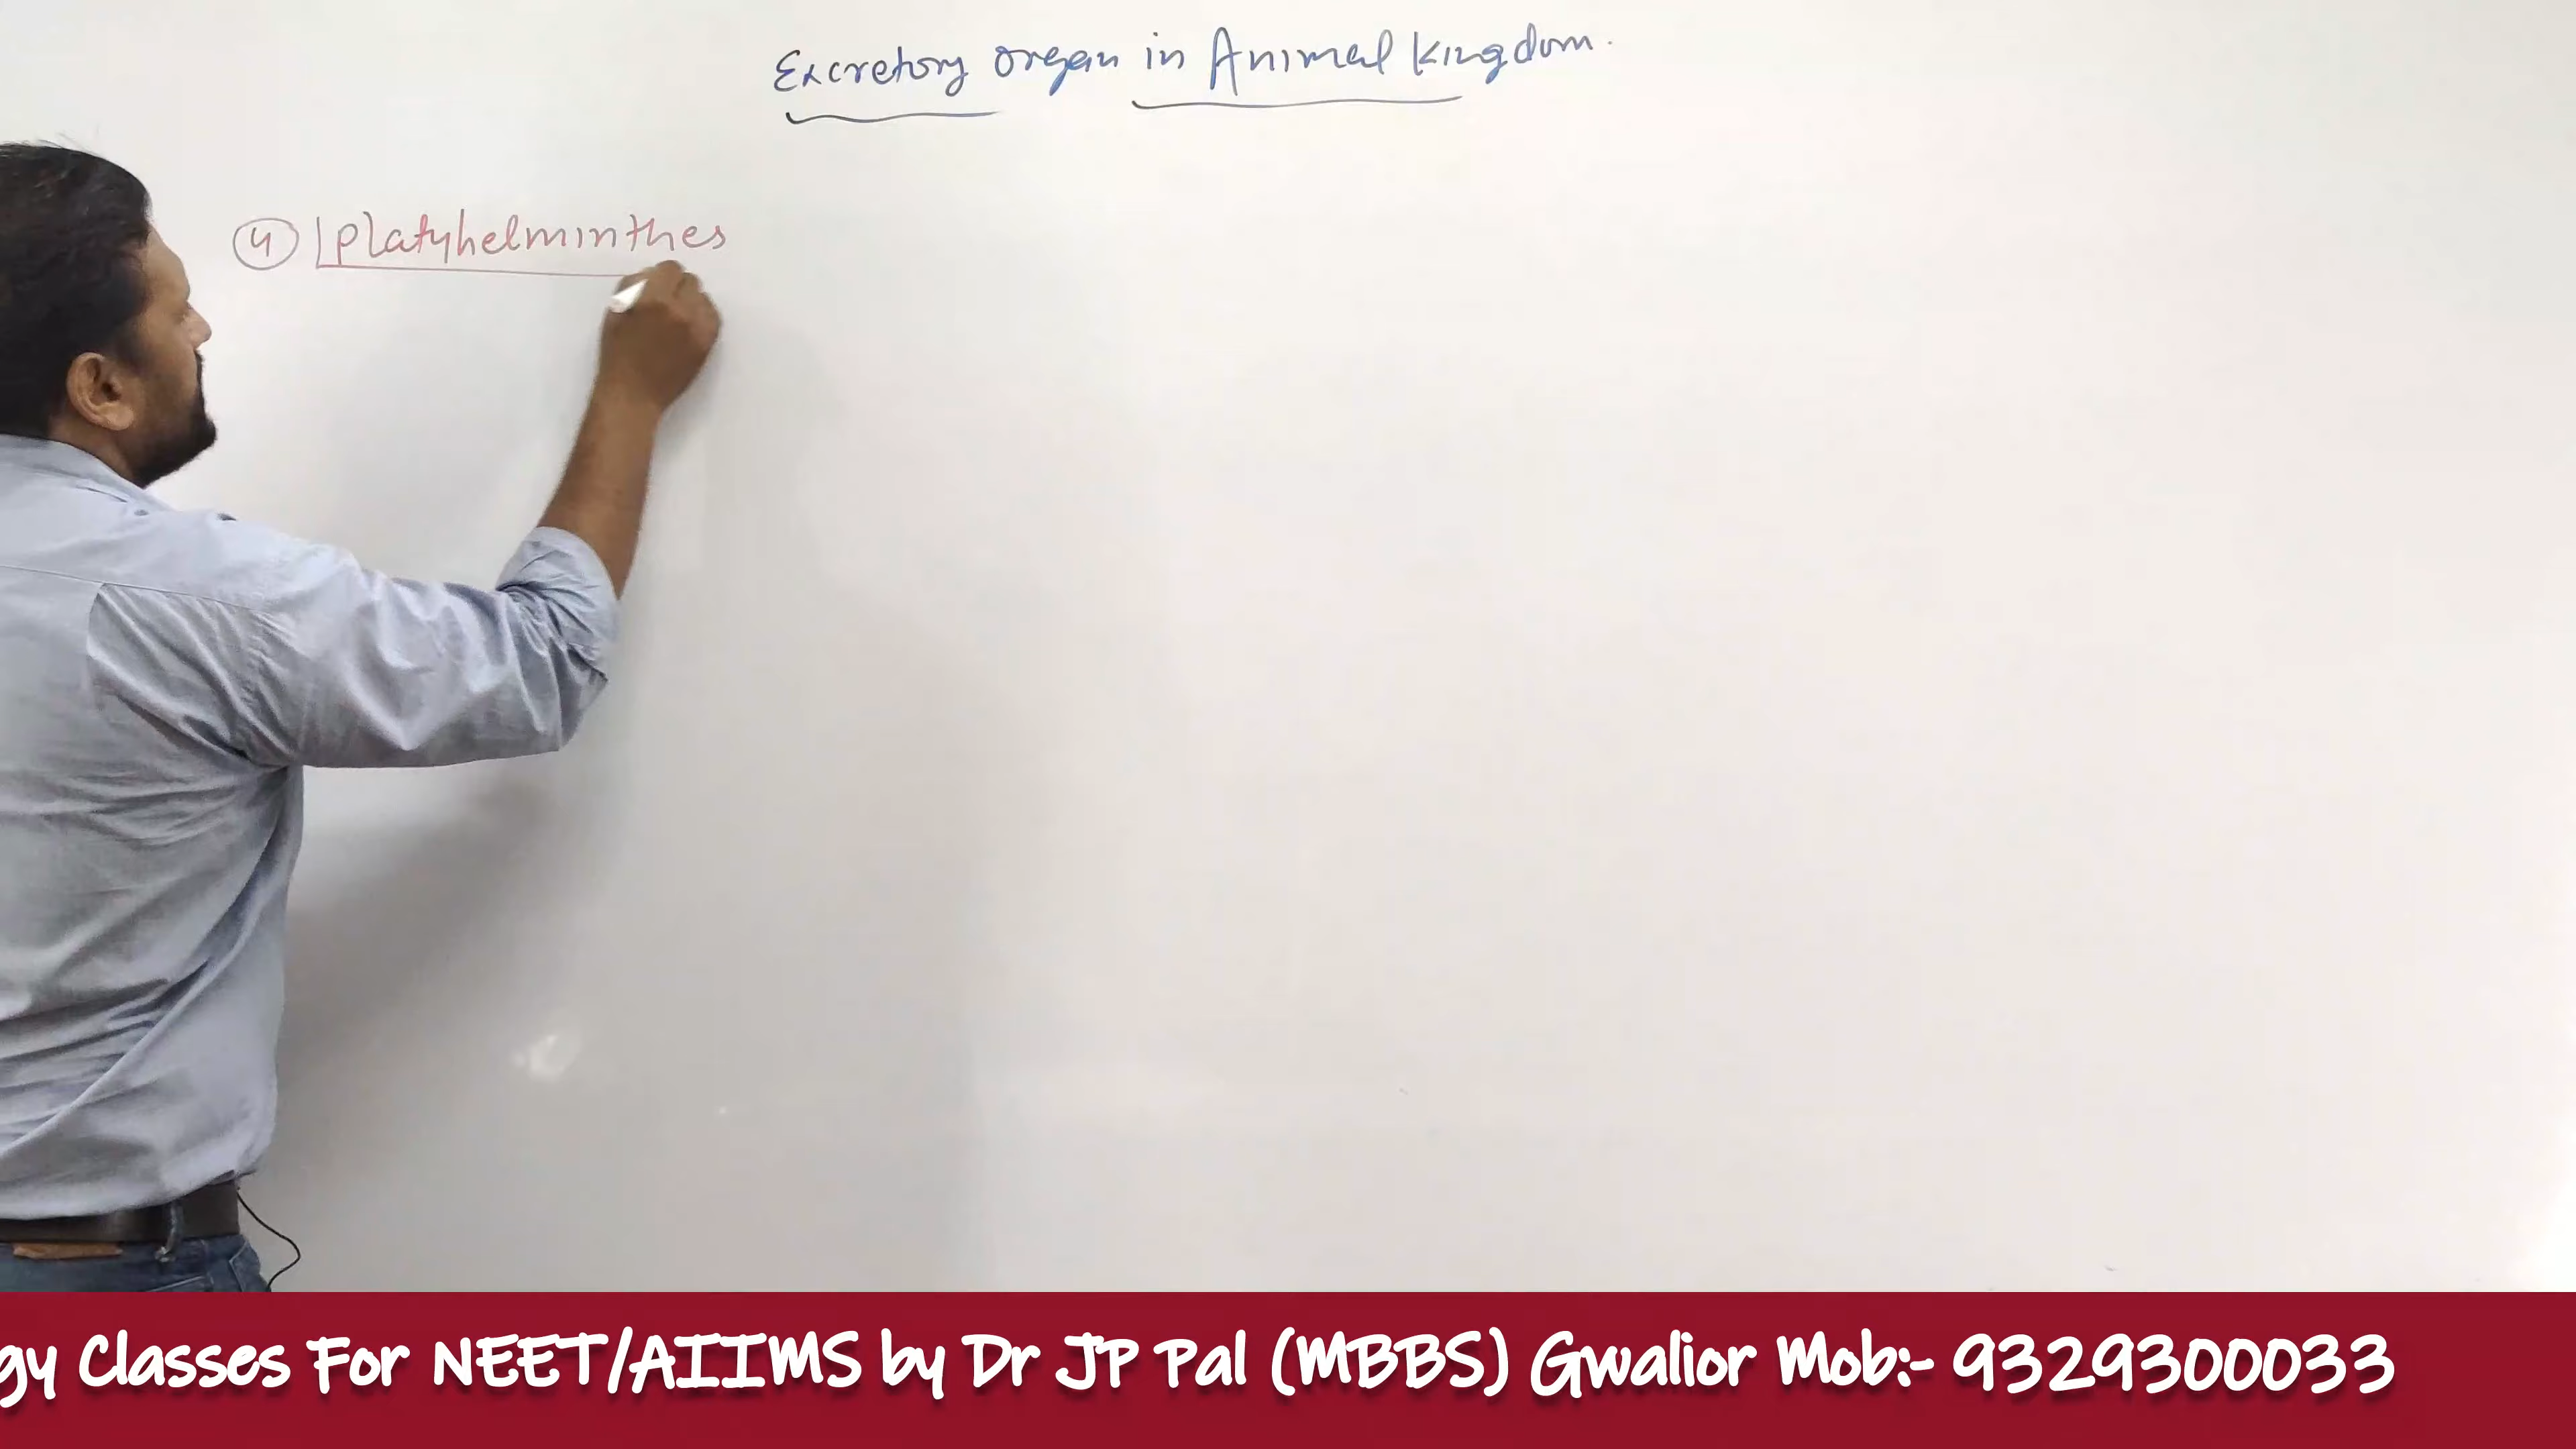 Excretory organ in Animal Kingdom.
4 Platyhelminthes
gy Classes For NEET/AIIMS by Dr JP Pal (MBBS) Gwalior Mob:- 9329300033